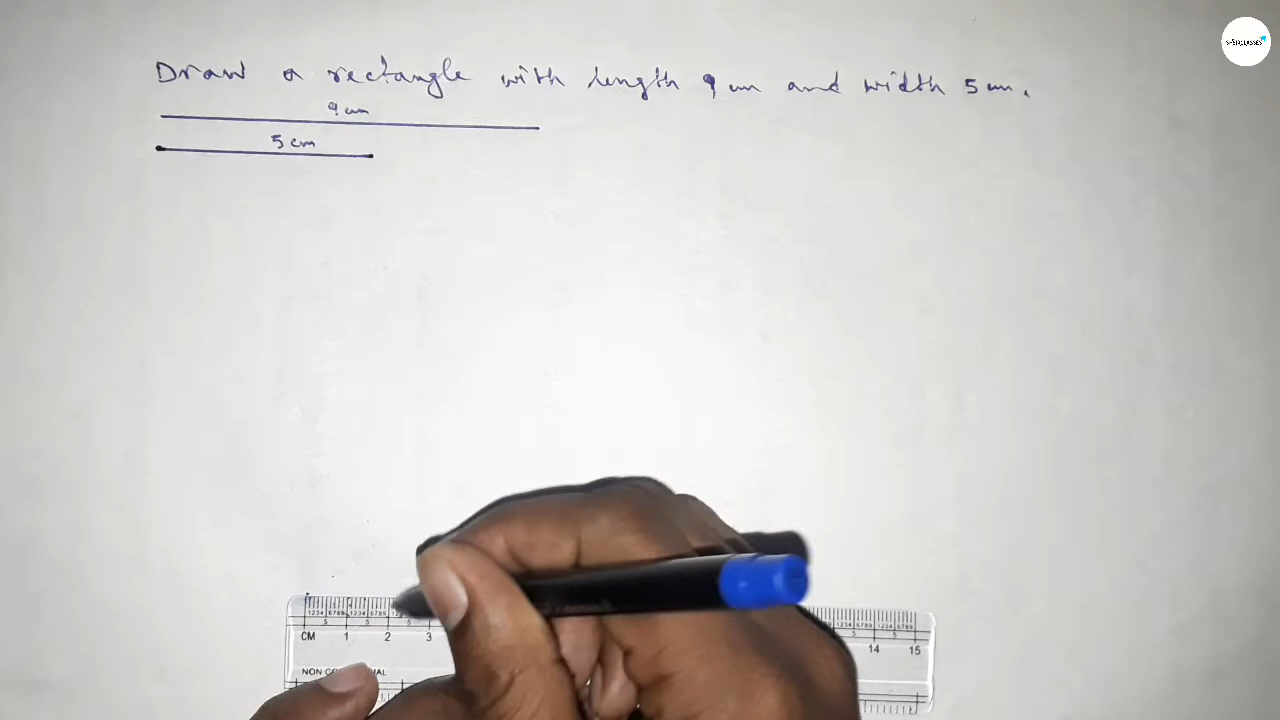 Draw a rectangle with length 9 cm and width 5 cm.
9 cm
5 cm
CM 1 2 3 14 15